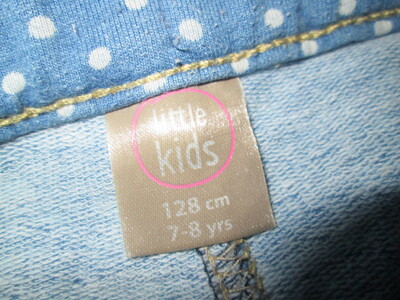 little
kids
128 cm
7-8 yrs